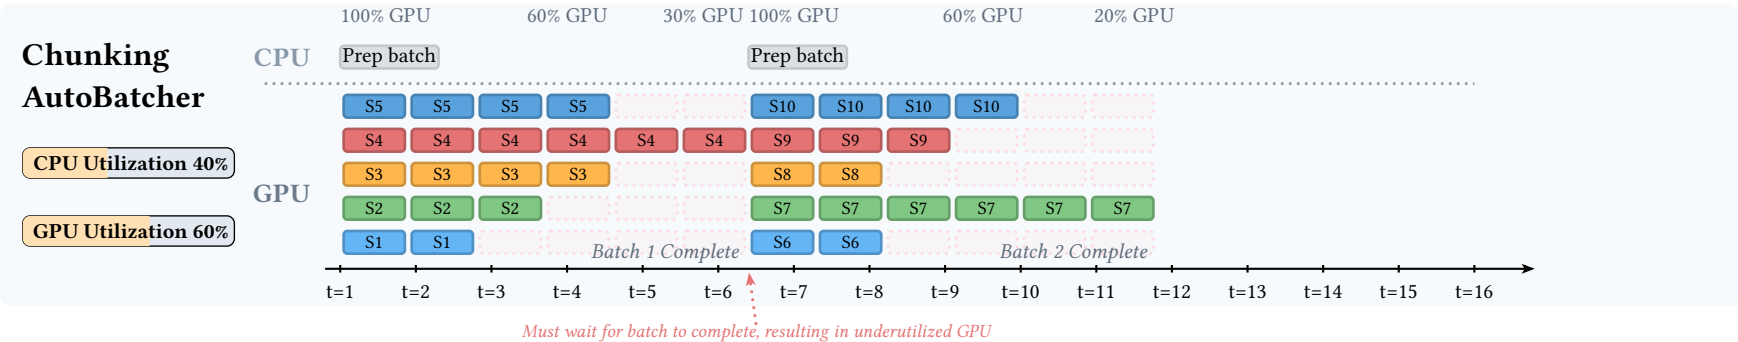 100% GPU 60% GPU 30% GPU 100% GPU 60% GPU 20% GPU
Chunking
AutoBatcher
CPU Prep batch Prep batch
S5 S5 S5 S5 S10 S10 S10 S10
S4 S4 S4 S4 S4 S4 S9 S9 S9
CPU Utilization 40%
S3 S3 S3 S3 S8 S8
GPU
S2 S2 S2 S7 S7 S7 S7 S7 S7
GPU Utilization 60%
S1 S1 S6 S6
Batch 1 Complete Batch 2 Complete
t=1 t=2 t=3 t=4 t=5 t=6 t=7 t=8 t=9 t=10 t=11 t=12 t=13 t=14 t=15 t=16
Must wait for batch to complete, resulting in underutilized GPU